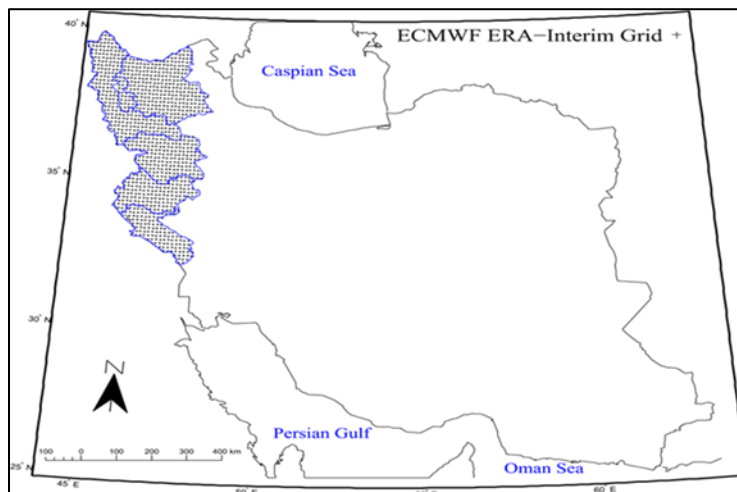 40° N
ECMWF ERA–Interim Grid +
Caspian Sea
35° N
30° N
N
Persian Gulf
Oman Sea
100 0 100 200 300 400 km
25° N
45° E
60° E